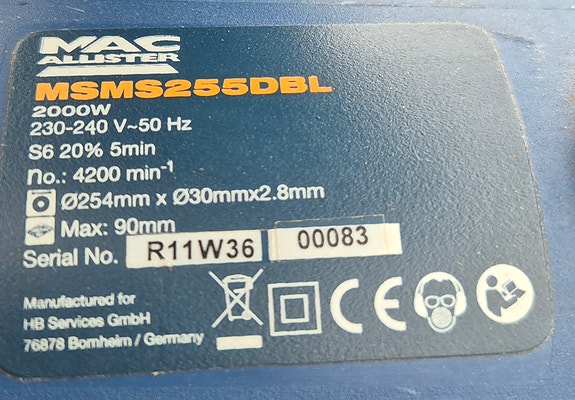 MAC
ALLISTER
MSMS255DBL
2000W
230-240 V~50 Hz
S6 20% 5min
no.: 4200 min⁻¹
Ø254mm x Ø30mmx2.8mm
Max: 90mm
Serial No. R11W36 00083
Manufactured for
HB Services GmbH
76878 Bornheim / Germany
CE